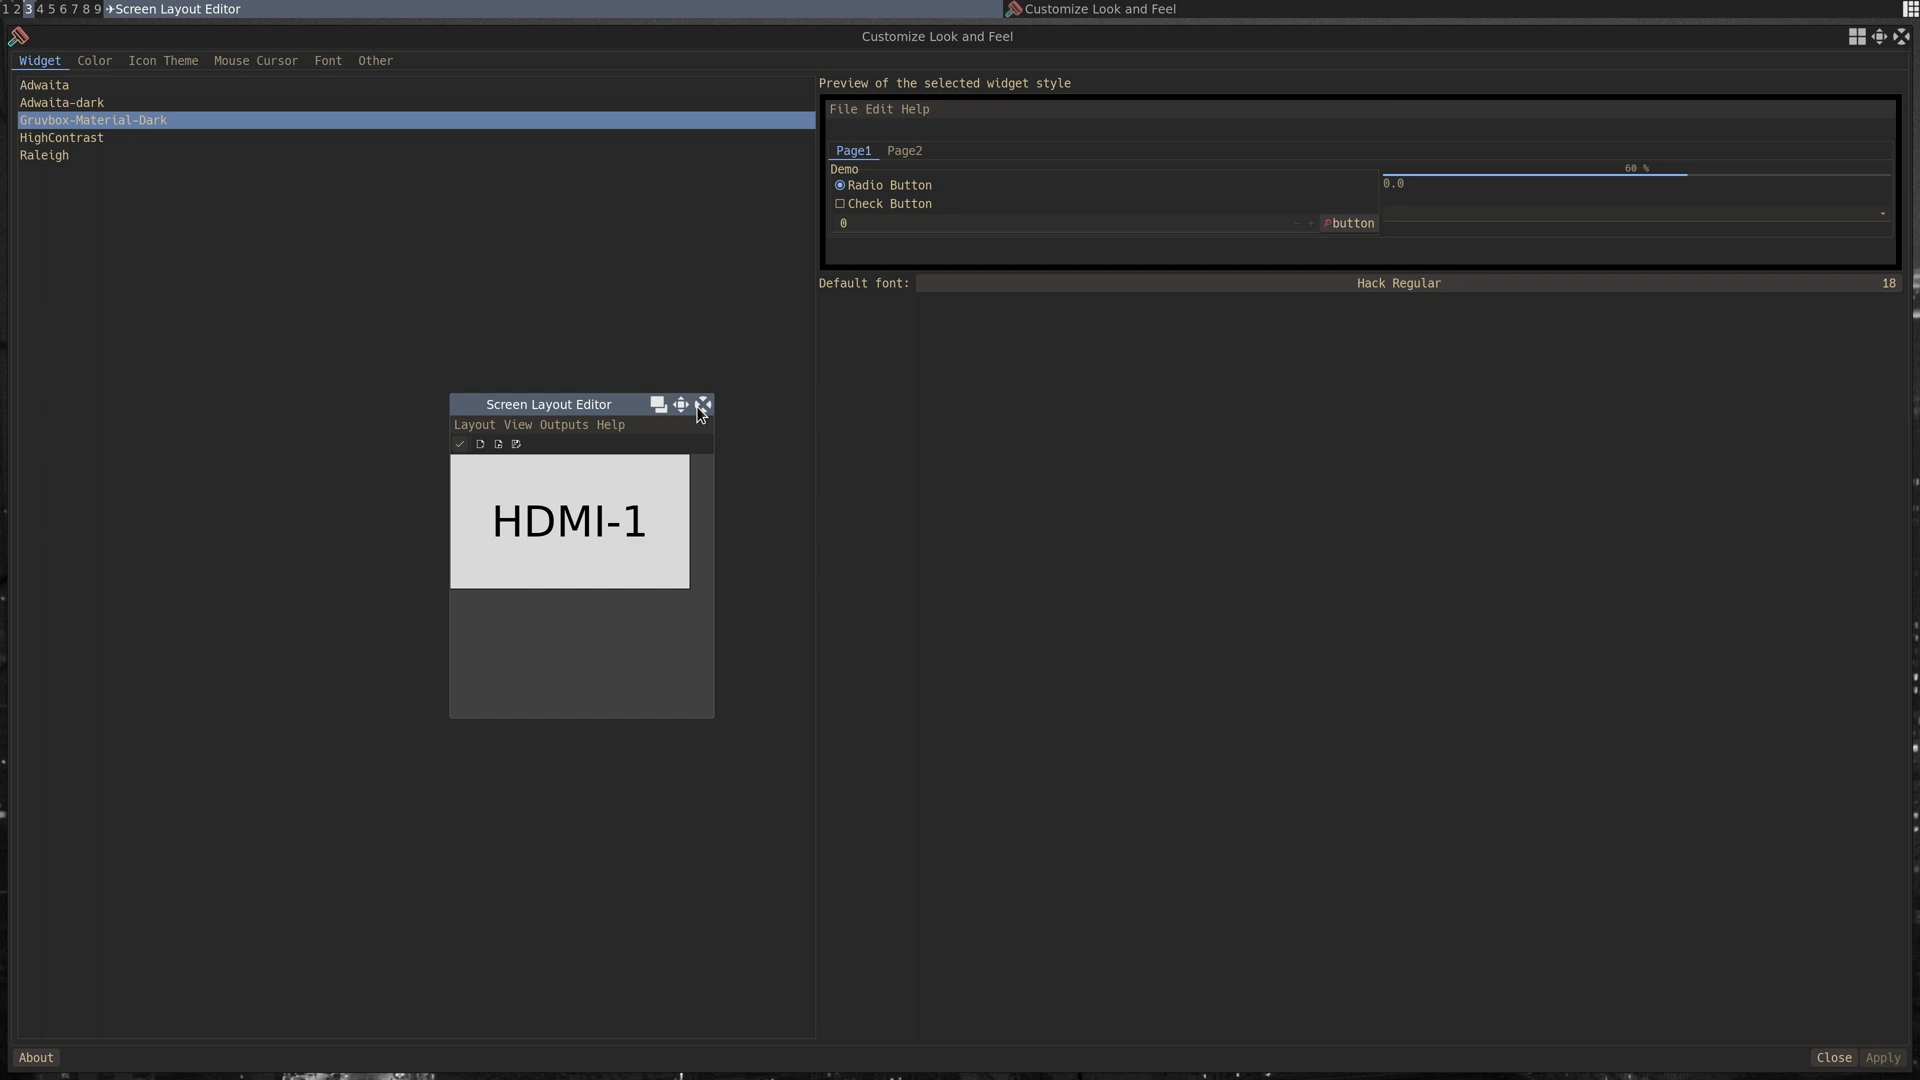 1 2 3 4 5 6 7 8 9 ✈Screen Layout Editor Customize Look and Feel
Customize Look and Feel
Widget Color Icon Theme Mouse Cursor Font Other
Adwaita
Adwaita-dark
Gruvbox-Material-Dark
HighContrast
Raleigh
Preview of the selected widget style
File Edit Help
Page1 Page2
Demo
Radio Button
Check Button
0 - + button
60 %
0.0
Default font: Hack Regular 18
Screen Layout Editor
Layout View Outputs Help
HDMI-1
About Close Apply